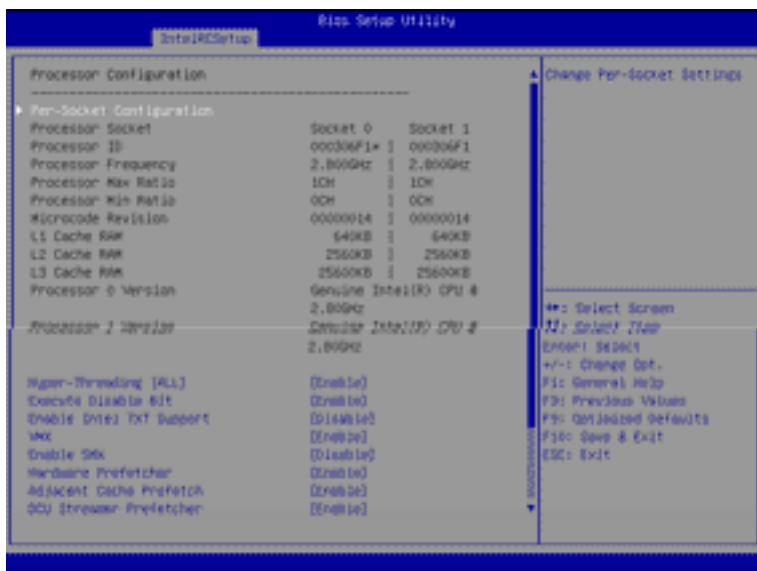 Bios Setup Utility
IntelRCSetup
Processor Configuration
Per-Socket Configuration
Processor Socket Socket 0 Socket 1
Processor ID 000306F1* | 000306F1
Processor Frequency 2.800GHz | 2.800GHz
Processor Max Ratio 1CH | 1CH
Processor Min Ratio 0CH | 0CH
Microcode Revision 00000014 | 00000014
L1 Cache RAM 640KB | 640KB
L2 Cache RAM 2560KB | 2560KB
L3 Cache RAM 25600KB | 25600KB
Processor 0 Version Genuine Intel(R) CPU @
2.80GHz
Processor 1 Version Genuine Intel(R) CPU @
2.80GHz
Hyper-Threading [ALL] [Enable]
Execute Disable Bit [Enable]
Enable Intel TXT Support [Disable]
VMX [Enable]
Enable SMX [Disable]
Hardware Prefetcher [Enable]
Adjacent Cache Prefetch [Enable]
DCU Streamer Prefetcher [Enable]
Change Per-Socket Settings
: Select Screen
: Select Item
Enter: Select
+/-: Change Opt.
F1: General Help
: Previous Values
F9: Optimized Defaults
F10: Save & Exit
ESC: Exit